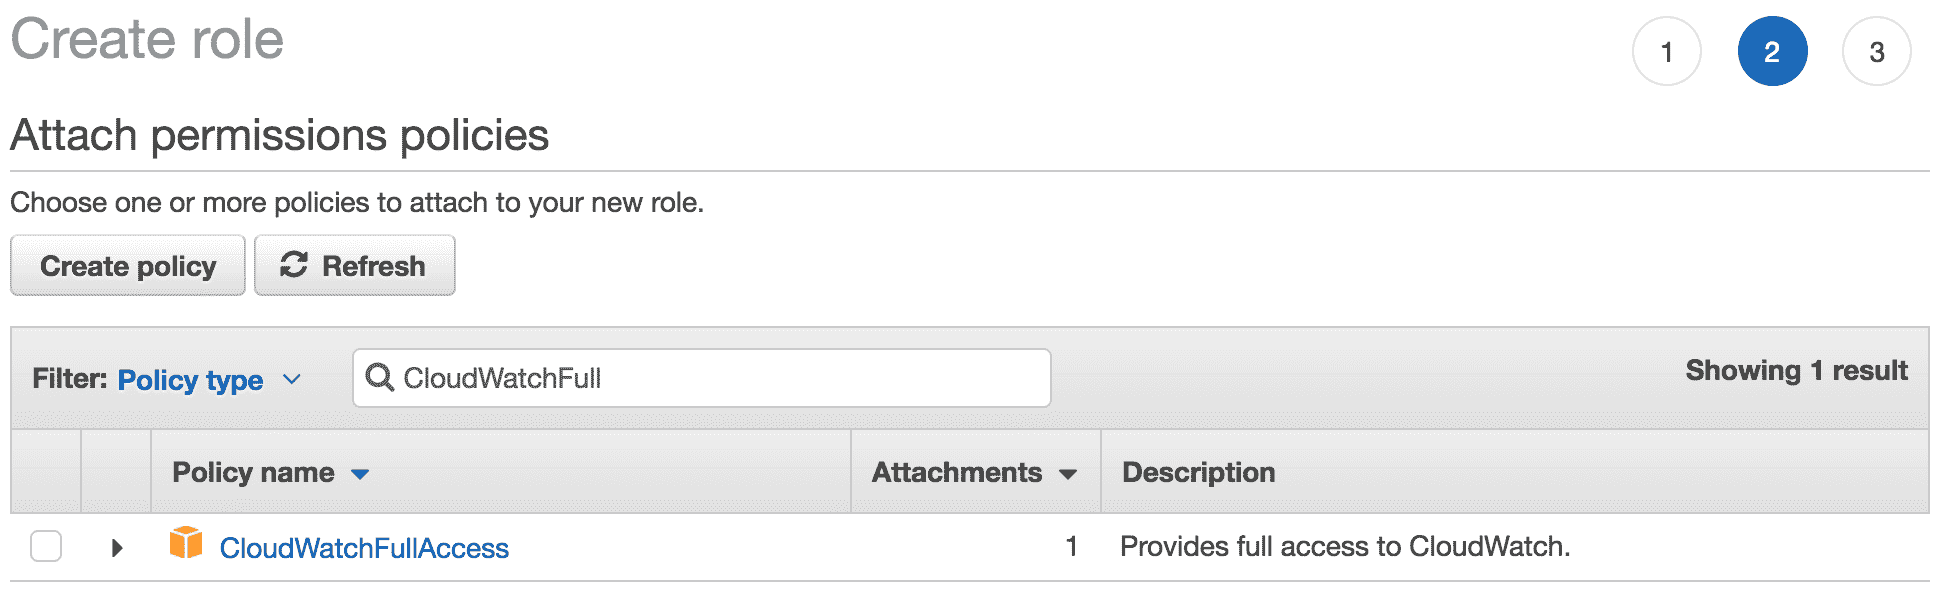 Create role
1 2 3
Attach permissions policies
Choose one or more policies to attach to your new role.
Create policy Refresh
Filter: Policy type CloudWatchFull Showing 1 result
Policy name Attachments Description
CloudWatchFullAccess 1 Provides full access to CloudWatch.